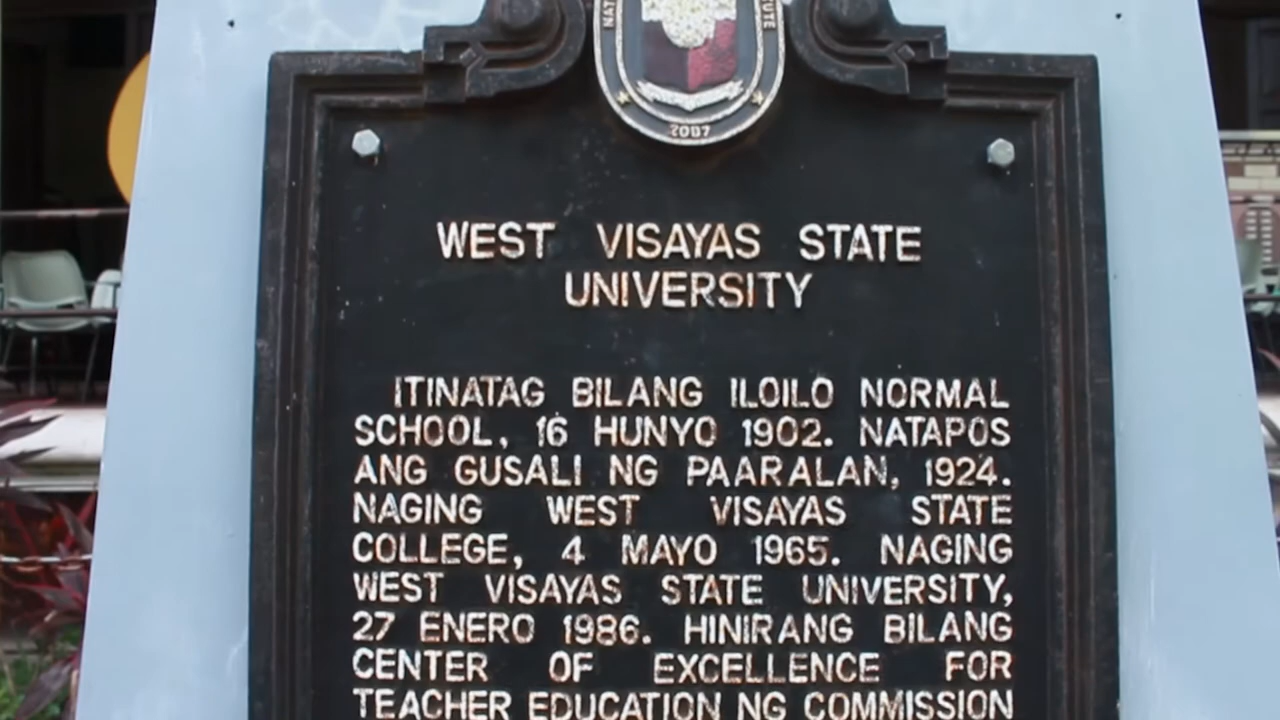 2007
WEST VISAYAS STATE
UNIVERSITY
ITINATAG BILANG ILOILO NORMAL
SCHOOL, 16 HUNYO 1902. NATAPOS
ANG GUSALI NG PAARALAN, 1924.
NAGING WEST VISAYAS STATE
COLLEGE, 4 MAYO 1965. NAGING
WEST VISAYAS STATE UNIVERSITY,
27 ENERO 1986. HINIRANG BILANG
CENTER OF EXCELLENCE FOR
TEACHER EDUCATION NG COMMISSION